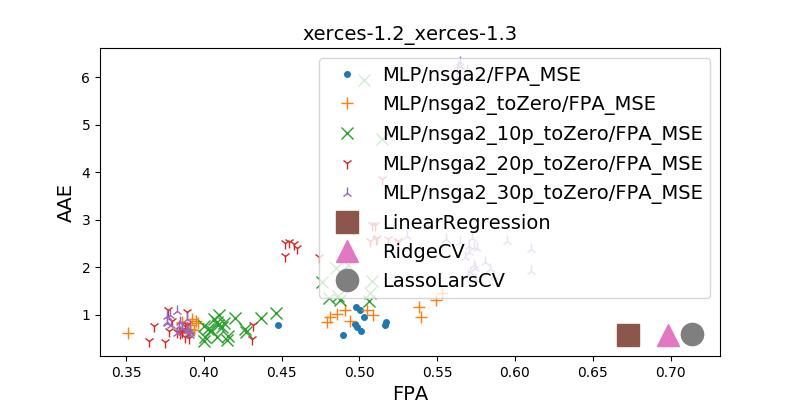 xerces-1.2_xerces-1.3
AAE
6
5
4
3
2
1
MLP/nsga2/FPA_MSE
MLP/nsga2_toZero/FPA_MSE
MLP/nsga2_10p_toZero/FPA_MSE
MLP/nsga2_20p_toZero/FPA_MSE
MLP/nsga2_30p_toZero/FPA_MSE
LinearRegression
RidgeCV
LassoLarsCV
0.35 0.40 0.45 0.50 0.55 0.60 0.65 0.70
FPA